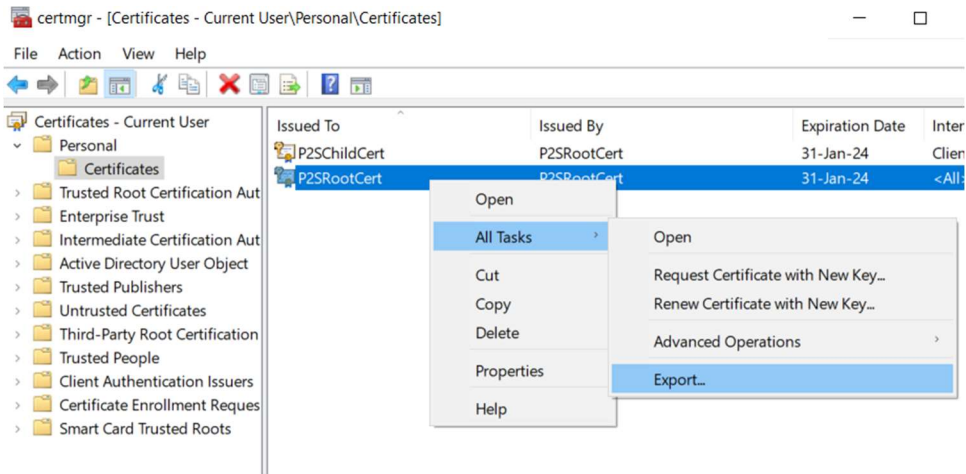 certmgr - [Certificates - Current User\Personal\Certificates]
File Action View Help
Certificates - Current User
Personal
Certificates
Trusted Root Certification Aut
Enterprise Trust
Intermediate Certification Aut
Active Directory User Object
Trusted Publishers
Untrusted Certificates
Third-Party Root Certification
Trusted People
Client Authentication Issuers
Certificate Enrollment Reques
Smart Card Trusted Roots
Issued To Issued By Expiration Date Inter
P2SChildCert P2SRootCert 31-Jan-24 Clien
P2SRootCert P2SRootCert 31-Jan-24 <All>
Open
All Tasks
Cut
Copy
Delete
Properties
Help
Open
Request Certificate with New Key...
Renew Certificate with New Key...
Advanced Operations
Export...